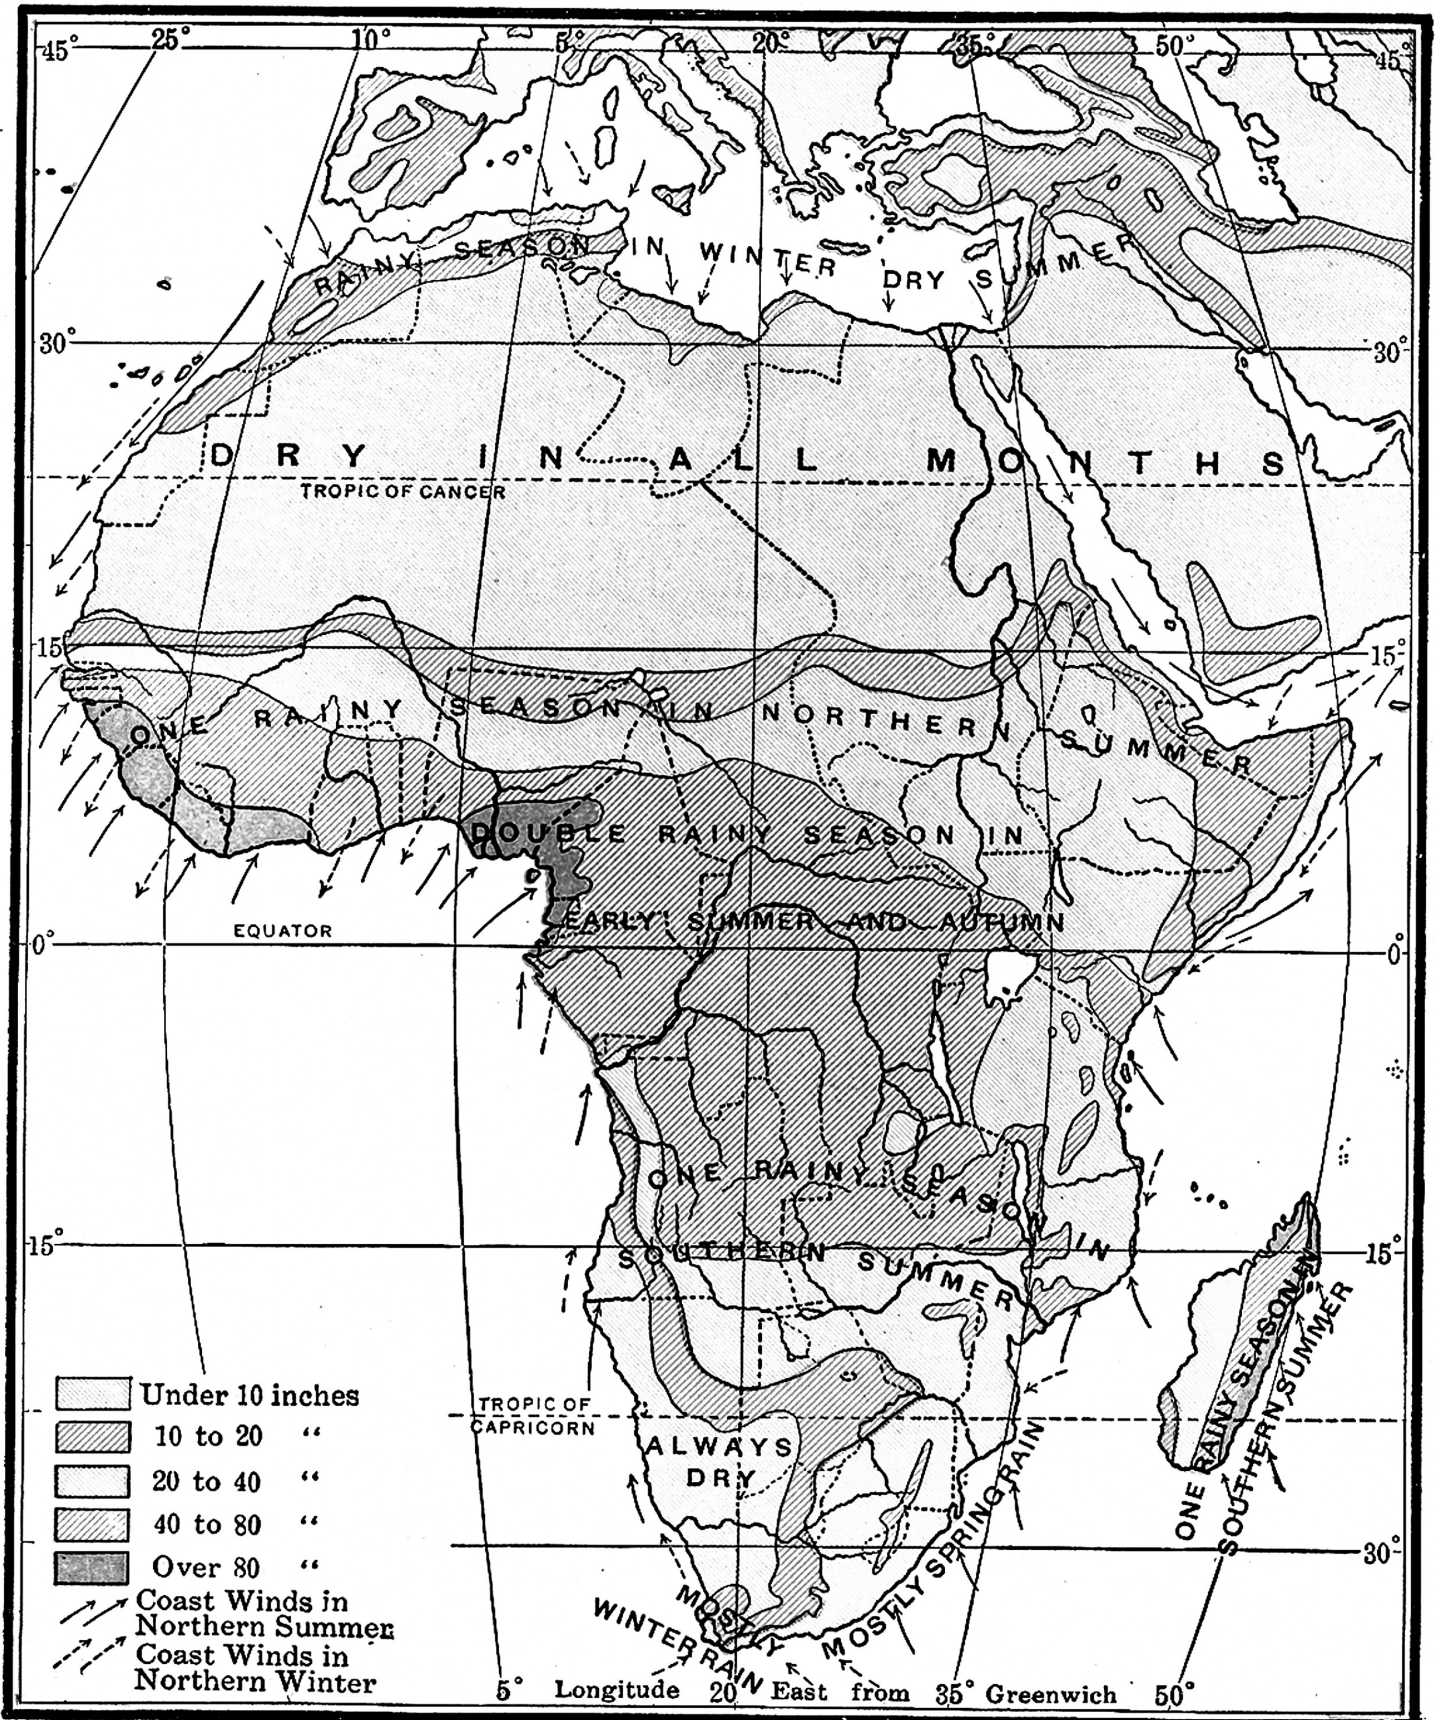 25° 10° 5° 20° 35° 50°
45° 45°
RAINY SEASON IN WINTER DRY SUMMER
30° 30°
DRY IN ALL MONTHS
TROPIC OF CANCER
15° 15°
ONE RAINY SEASON IN NORTHERN SUMMER
DOUBLE RAINY SEASON IN
EARLY SUMMER AND AUTUMN
EQUATOR
0° 0°
ONE RAINY SEASON IN
SOUTHERN SUMMER
15° 15°
ONE RAINY SEASON IN
SOUTHERN SUMMER
TROPIC OF
CAPRICORN
ALWAYS
DRY
MOSTLY SPRING RAIN
30°
MOSTLY
WINTER RAIN
Under 10 inches
10 to 20 “
20 to 40 “
40 to 80 “
Over 80 “
Coast Winds in
Northern Summer
Coast Winds in
Northern Winter
5° Longitude 20° East from 35° Greenwich 50°